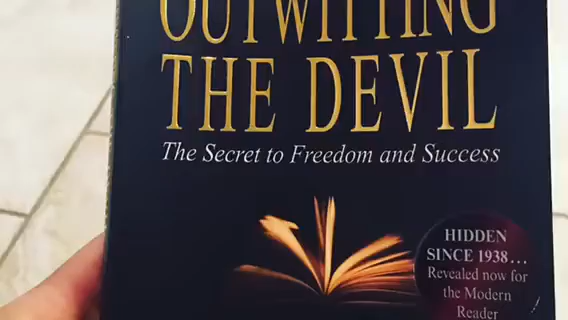 OUTWITTING
THE DEVIL
The Secret to Freedom and Success
HIDDEN
SINCE 1938...
Revealed now for
the Modern
Reader